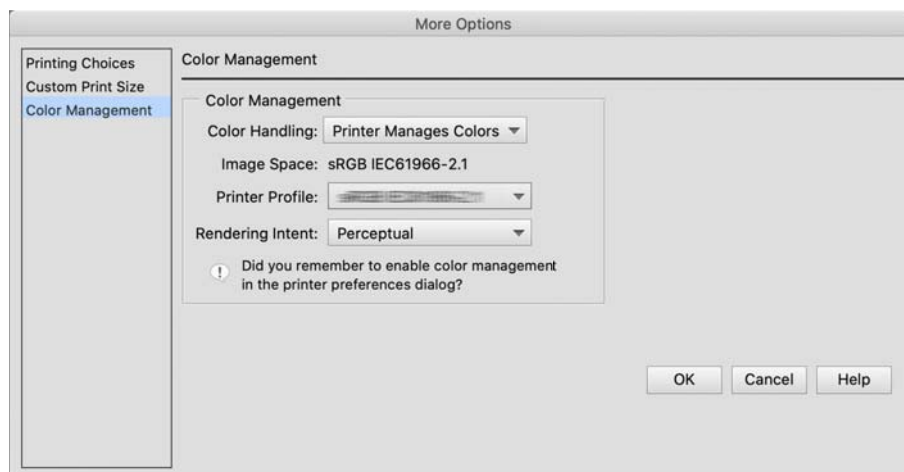 More Options
Printing Choices
Custom Print Size
Color Management
Color Management
Color Management
Color Handling: Printer Manages Colors
Image Space: sRGB IEC61966-2.1
Printer Profile:
Rendering Intent: Perceptual
! Did you remember to enable color management
in the printer preferences dialog?
OK Cancel Help